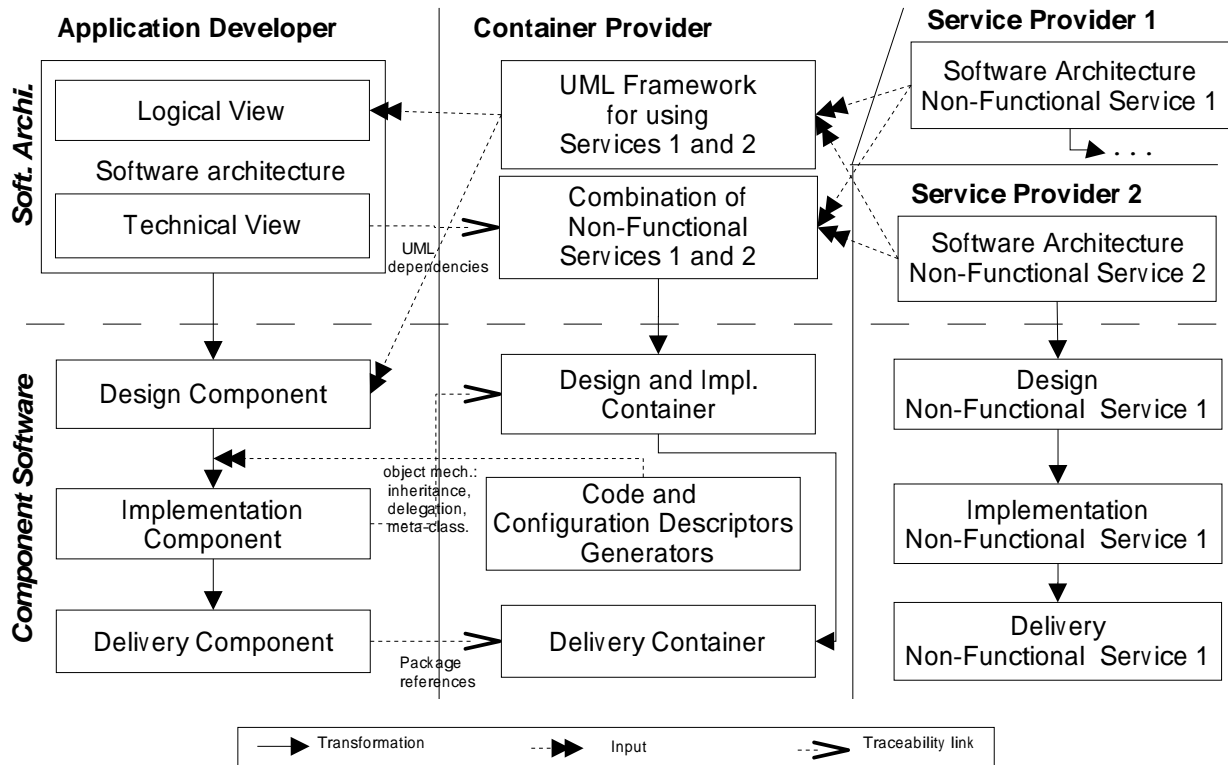 Application Developer
Container Provider
Service Provider 1
Soft. Archi.
Logical View
Software architecture
Technical View
UML Framework
for using
Services 1 and 2
Combination of
Non-Functional
Services 1 and 2
Software Architecture
Non-Functional Service 1
. . .
Service Provider 2
Software Architecture
Non-Functional Service 2
UML
dependencies
Component Software
Design Component
Design and Impl.
Container
Design
Non-Functional Service 1
object mech.:
inheritance,
delegation,
meta-class.
Implementation
Component
Code and
Configuration Descriptors
Generators
Implementation
Non-Functional Service 1
Delivery Component
Package
references
Delivery Container
Delivery
Non-Functional Service 1
Transformation
Input
Traceability link